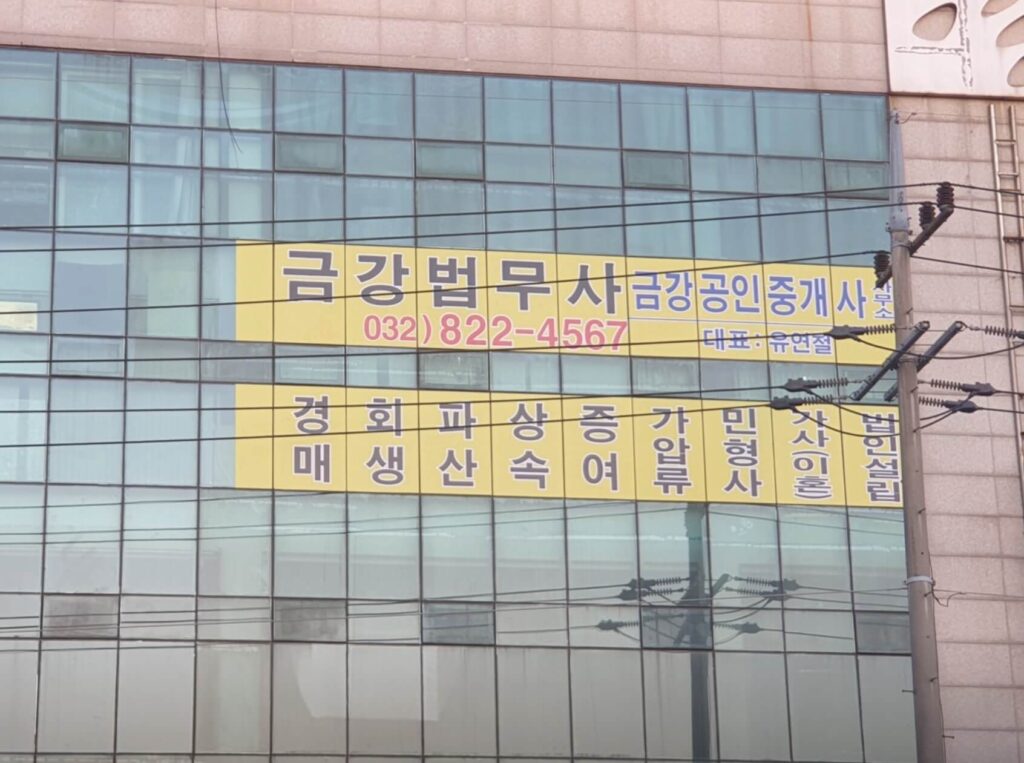 금강법무사 금강공인중개사 사무소
032) 822-4567 대표 : 유연철
경매 회생 파산 상속 증여 가압류 민형사 가사(이혼) 법인설립